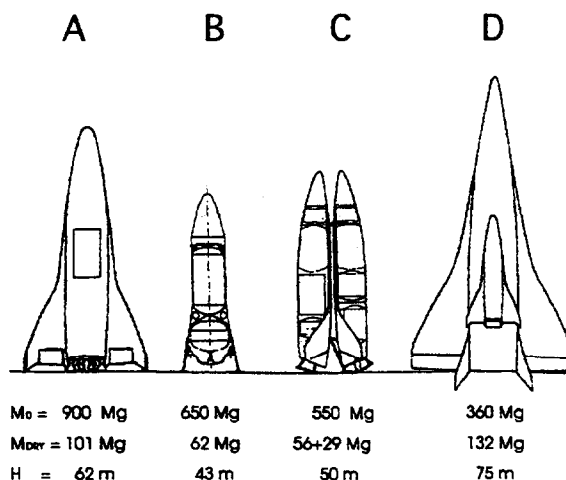 A B C D
M₀ = 900 Mg 650 Mg 550 Mg 360 Mg
MDRY = 101 Mg 62 Mg 56+29 Mg 132 Mg
H = 62 m 43 m 50 m 75 m